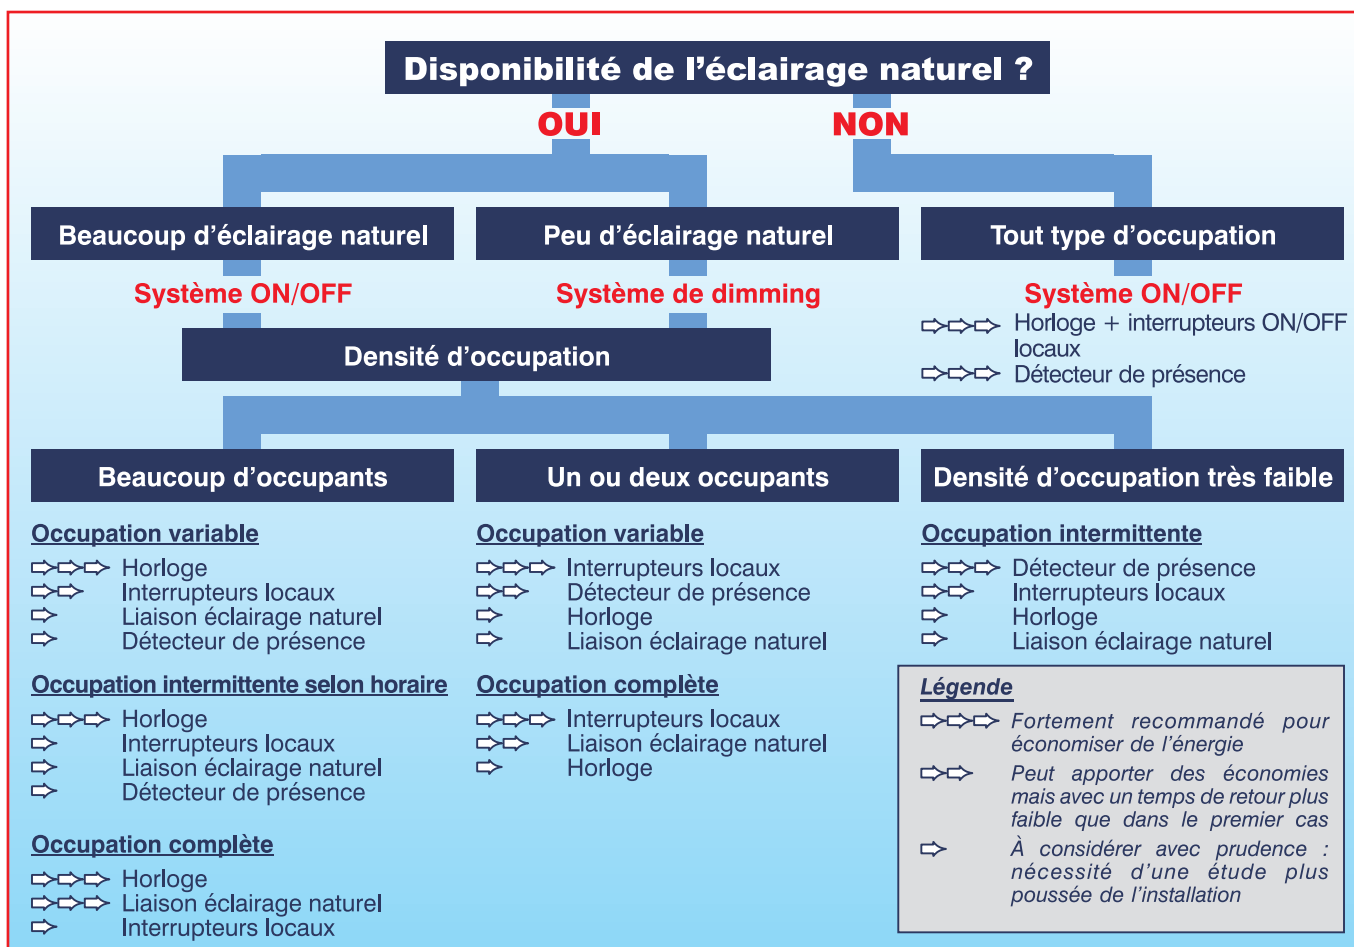 Disponibilité de l'éclairage naturel ?
OUI
NON
Beaucoup d'éclairage naturel
Peu d'éclairage naturel
Tout type d'occupation
Système ON/OFF
Système de dimming
Système ON/OFF
Horloge + interrupteurs ON/OFF
locaux
Détecteur de présence
Densité d'occupation
Beaucoup d'occupants
Un ou deux occupants
Densité d'occupation très faible
Occupation variable
Horloge
Interrupteurs locaux
Liaison éclairage naturel
Détecteur de présence
Occupation intermittente selon horaire
Horloge
Interrupteurs locaux
Liaison éclairage naturel
Détecteur de présence
Occupation complète
Horloge
Liaison éclairage naturel
Interrupteurs locaux
Occupation variable
Interrupteurs locaux
Détecteur de présence
Horloge
Liaison éclairage naturel
Occupation complète
Interrupteurs locaux
Liaison éclairage naturel
Horloge
Occupation intermittente
Détecteur de présence
Interrupteurs locaux
Horloge
Liaison éclairage naturel
Légende
Fortement recommandé pour
économiser de l'énergie
Peut apporter des économies
mais avec un temps de retour plus
faible que dans le premier cas
À considérer avec prudence :
nécessité d'une étude plus
poussée de l'installation